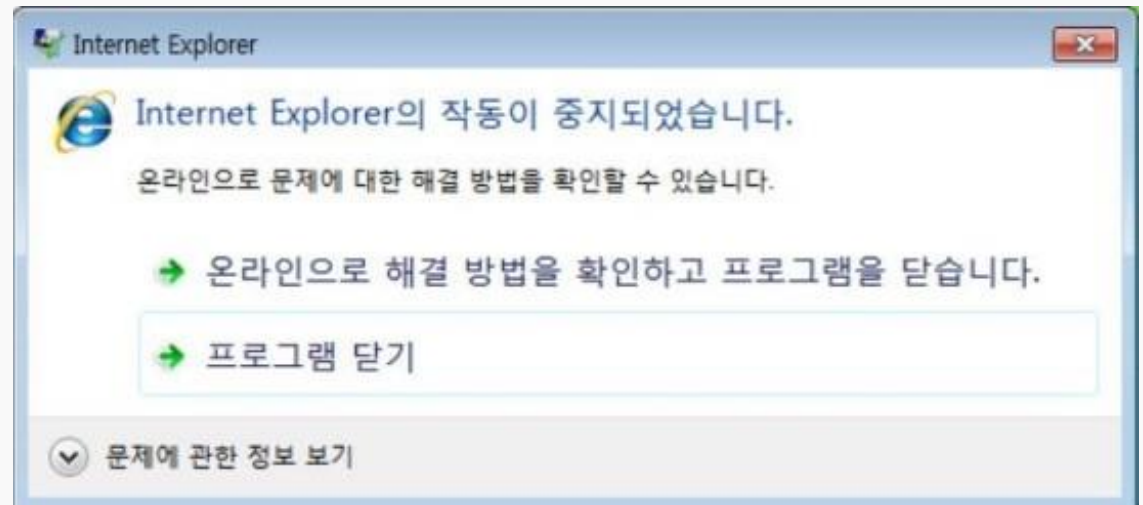 Internet Explorer
Internet Explorer의 작동이 중지되었습니다.
온라인으로 문제에 대한 해결 방법을 확인할 수 있습니다.
온라인으로 해결 방법을 확인하고 프로그램을 닫습니다.
프로그램 닫기
문제에 관한 정보 보기